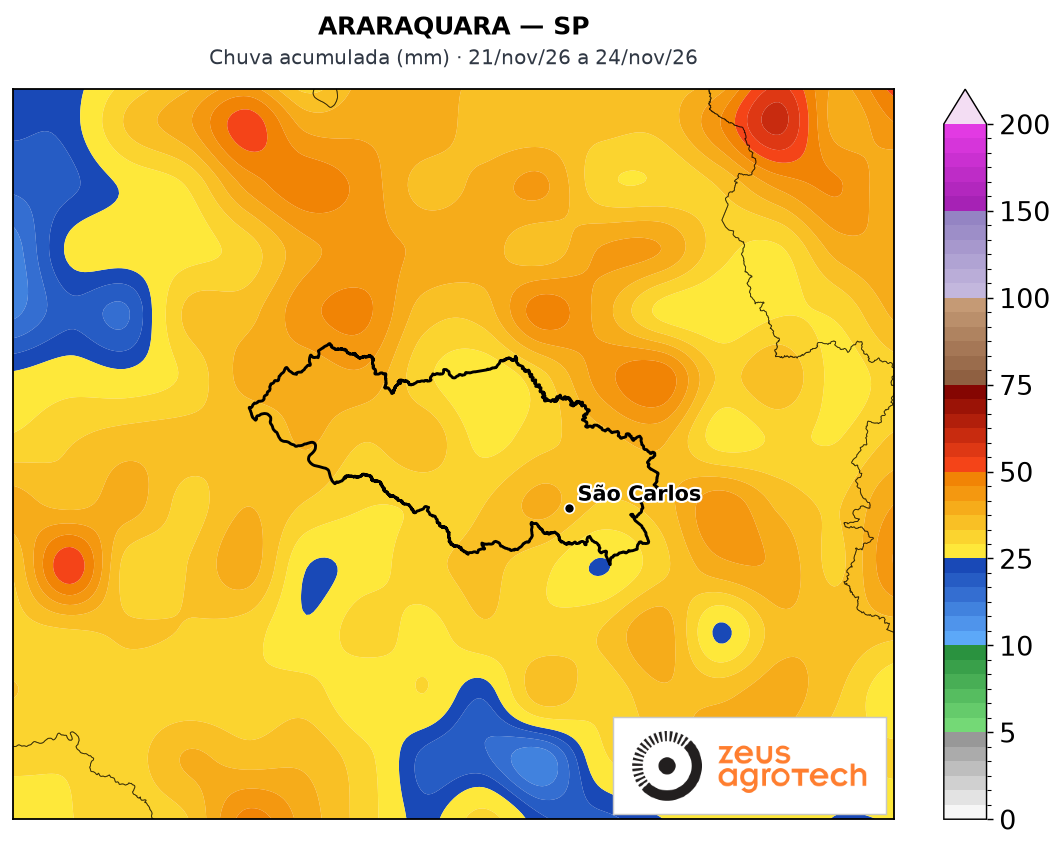 ARARAQUARA — SP
Chuva acumulada (mm) · 21/nov/26 a 24/nov/26
200
150
100
75
50
25
10
5
0
São Carlos
zeus
agrotech